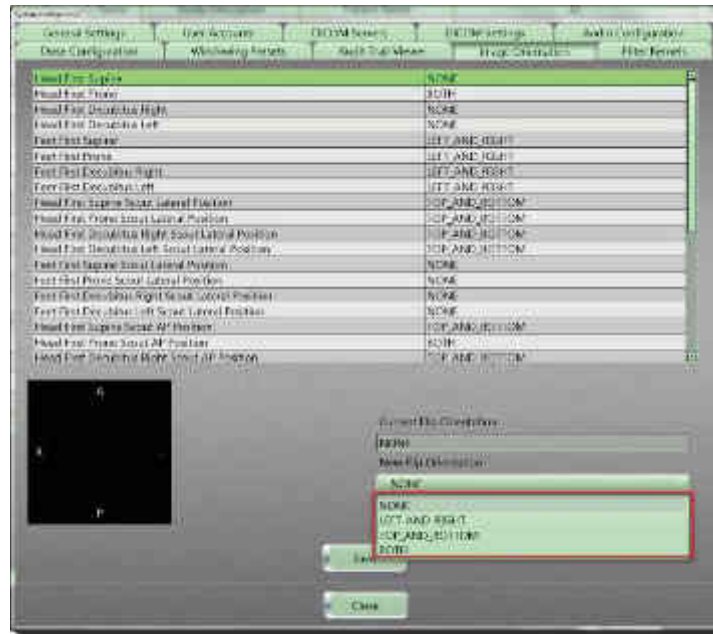 General Settings User Accounts DICOM Servers DICOM Settings Audio Configuration
Dose Configuration Windowing Presets Audit Trail Viewer Image Orientation Filter Kernels
Head First Supine NONE
Head First Prone BOTH
Head First Decubitus Right NONE
Head First Decubitus Left NONE
Feet First Supine LEFT_AND_RIGHT
Feet First Prone LEFT_AND_RIGHT
Feet First Decubitus Right LEFT_AND_RIGHT
Feet First Decubitus Left LEFT_AND_RIGHT
Head First Supine Scout Lateral Position TOP_AND_BOTTOM
Head First Prone Scout Lateral Position TOP_AND_BOTTOM
Head First Decubitus Right Scout Lateral Position TOP_AND_BOTTOM
Head First Decubitus Left Scout Lateral Position TOP_AND_BOTTOM
Feet First Supine Scout Lateral Position NONE
Feet First Prone Scout Lateral Position NONE
Feet First Decubitus Right Scout Lateral Position NONE
Feet First Decubitus Left Scout Lateral Position NONE
Head First Supine Scout AP Position TOP_AND_BOTTOM
Head First Prone Scout AP Position BOTH
Head First Decubitus Right Scout AP Position TOP_AND_BOTTOM
Current Flip Orientation
NONE
New Flip Orientation
NONE
NONE
LEFT_AND_RIGHT
TOP_AND_BOTTOM
BOTH
P
Save
Close